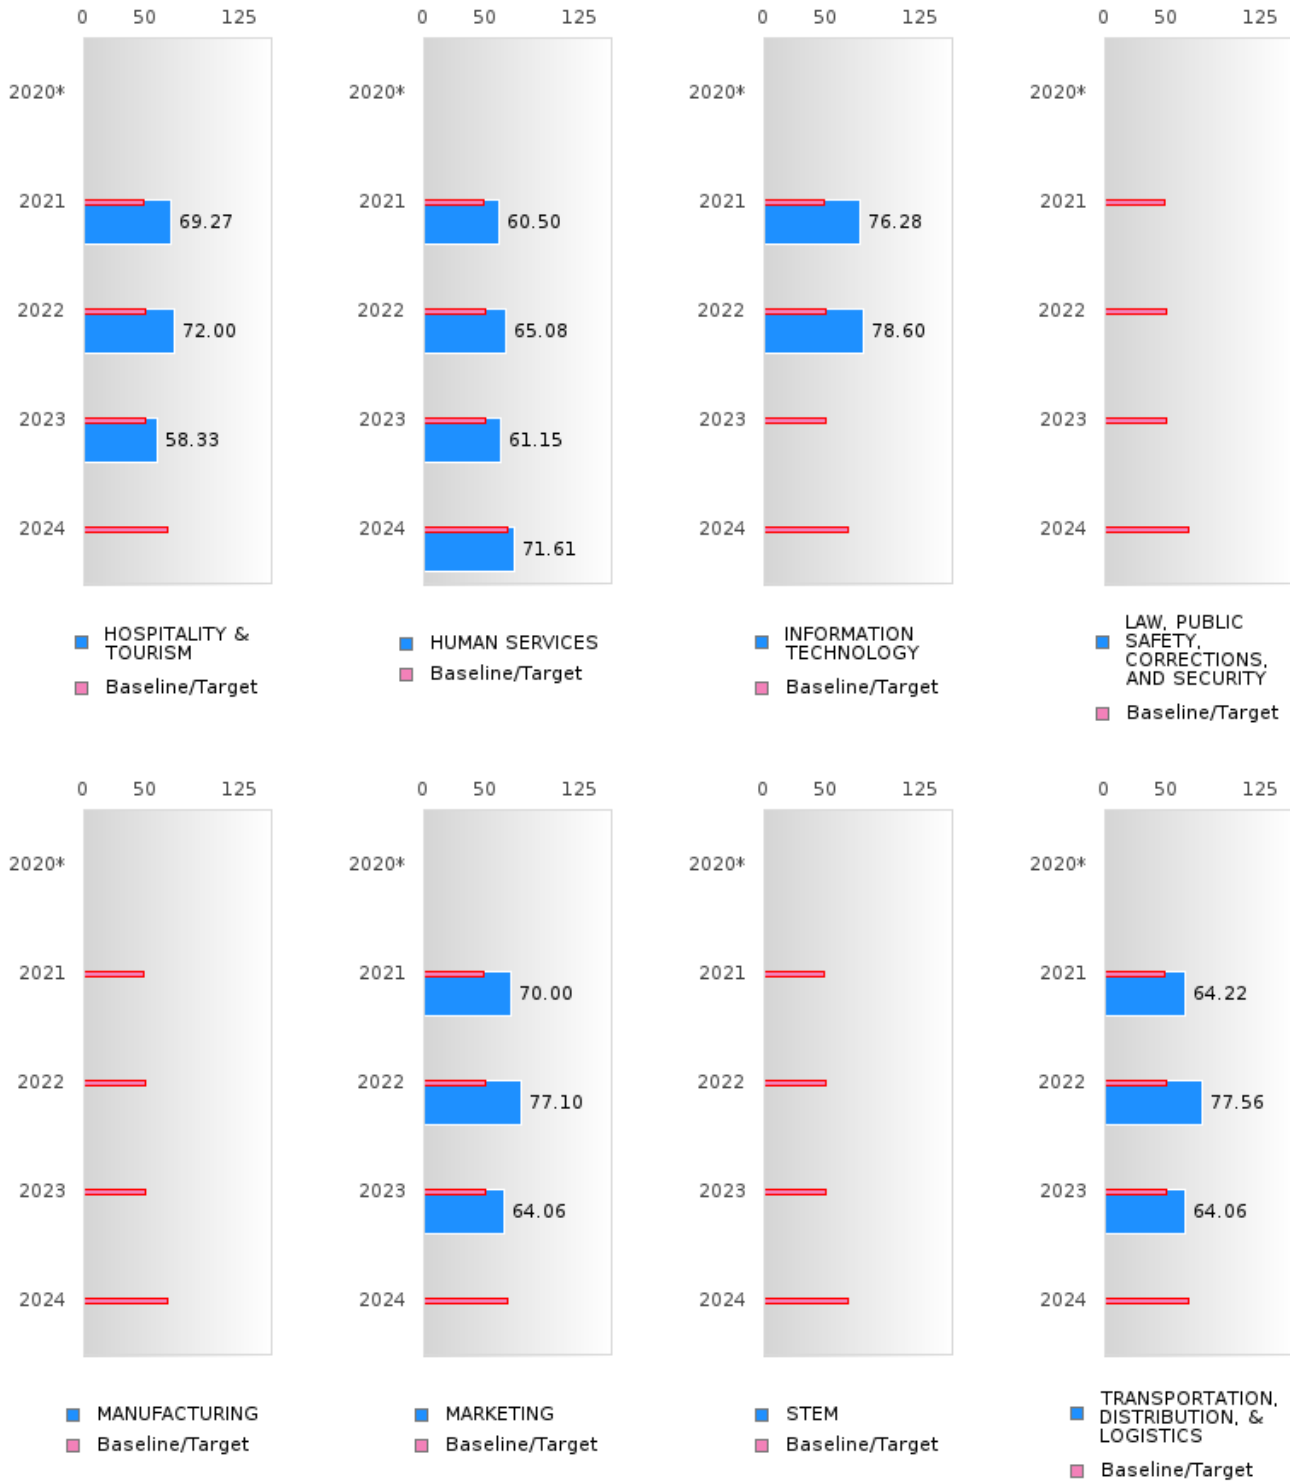 0 50 125
2020*
2021 69.27
2022 72.00
2023 58.33
2024
HOSPITALITY &
TOURISM
Baseline/Target
0 50 125
2020*
2021 60.50
2022 65.08
2023 61.15
2024 71.61
HUMAN SERVICES
Baseline/Target
0 50 125
2020*
2021 76.28
2022 78.60
2023
2024
INFORMATION
TECHNOLOGY
Baseline/Target
0 50 125
2020*
2021
2022
2023
2024
LAW, PUBLIC
SAFETY,
CORRECTIONS,
AND SECURITY
Baseline/Target
0 50 125
2020*
2021
2022
2023
2024
MANUFACTURING
Baseline/Target
0 50 125
2020*
2021 70.00
2022 77.10
2023 64.06
2024
MARKETING
Baseline/Target
0 50 125
2020*
2021
2022
2023
2024
STEM
Baseline/Target
0 50 125
2020*
2021 64.22
2022 77.56
2023 64.06
2024
TRANSPORTATION,
DISTRIBUTION, &
LOGISTICS
Baseline/Target